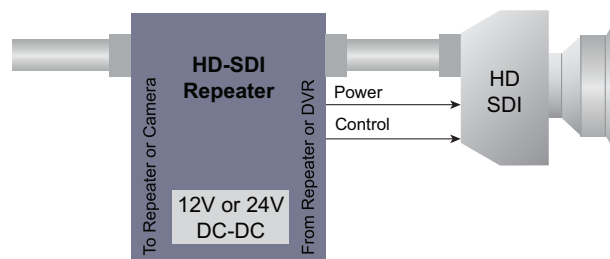 HD-SDI
Repeater
To Repeater or Camera
From Repeater or DVR
12V or 24V
DC-DC
Power
Control
HD
SDI